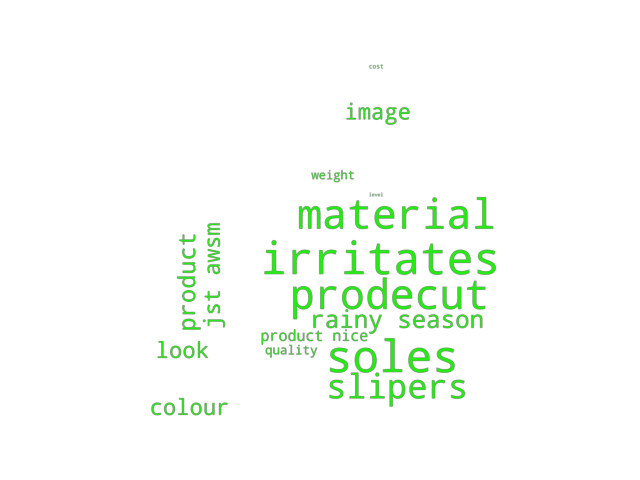 cost
image
weight
level
material
product
jst awsm
irritates
prodecut
rainy season
product nice
look
quality
soles
slipers
colour